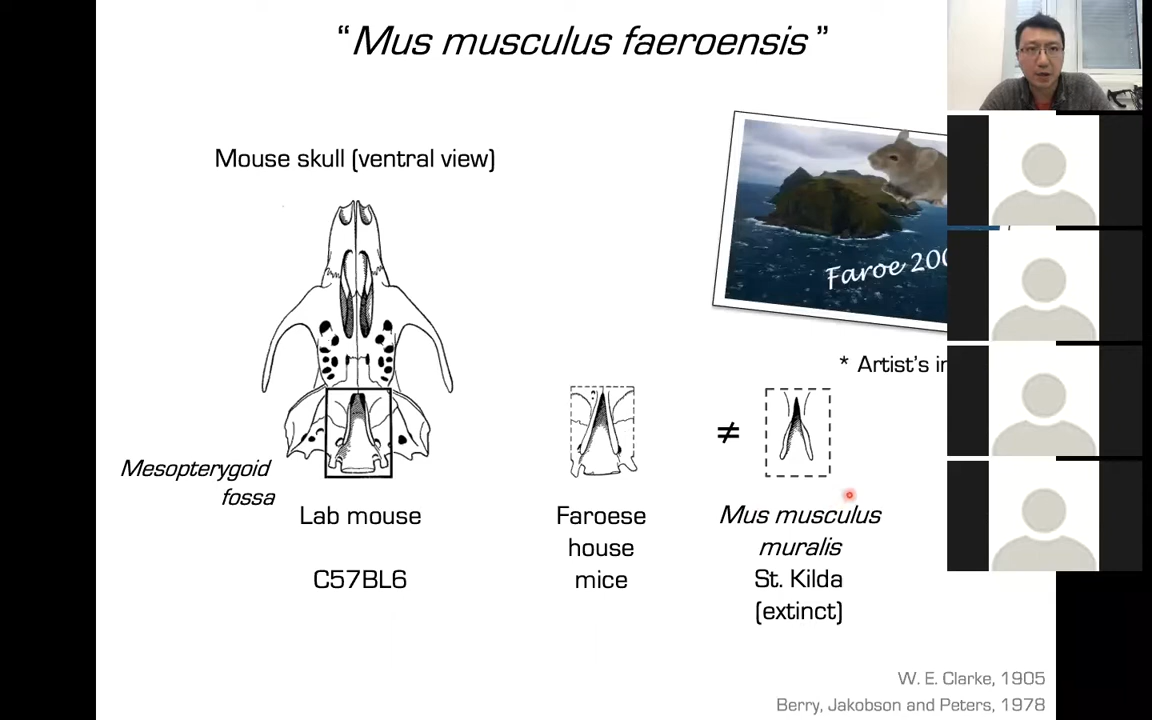 “Mus musculus faeroensis”
Mouse skull (ventral view)
Faroe 200
* Artist's in
≠
Mesopterygoid
fossa
Lab mouse
C57BL6
Faroese
house
mice
Mus musculus
muralis
St. Kilda
(extinct)
W. E. Clarke, 1905
Berry, Jakobson and Peters, 1978